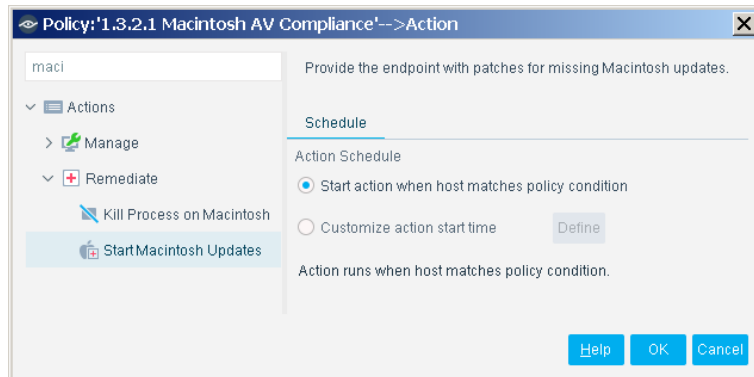 Policy:'1.3.2.1 Macintosh AV Compliance'-->Action
maci
Provide the endpoint with patches for missing Macintosh updates.
Actions
Schedule
Manage
Action Schedule
Remediate
Start action when host matches policy condition
Kill Process on Macintosh
Customize action start time
Define
Start Macintosh Updates
Action runs when host matches policy condition.
Help
OK
Cancel